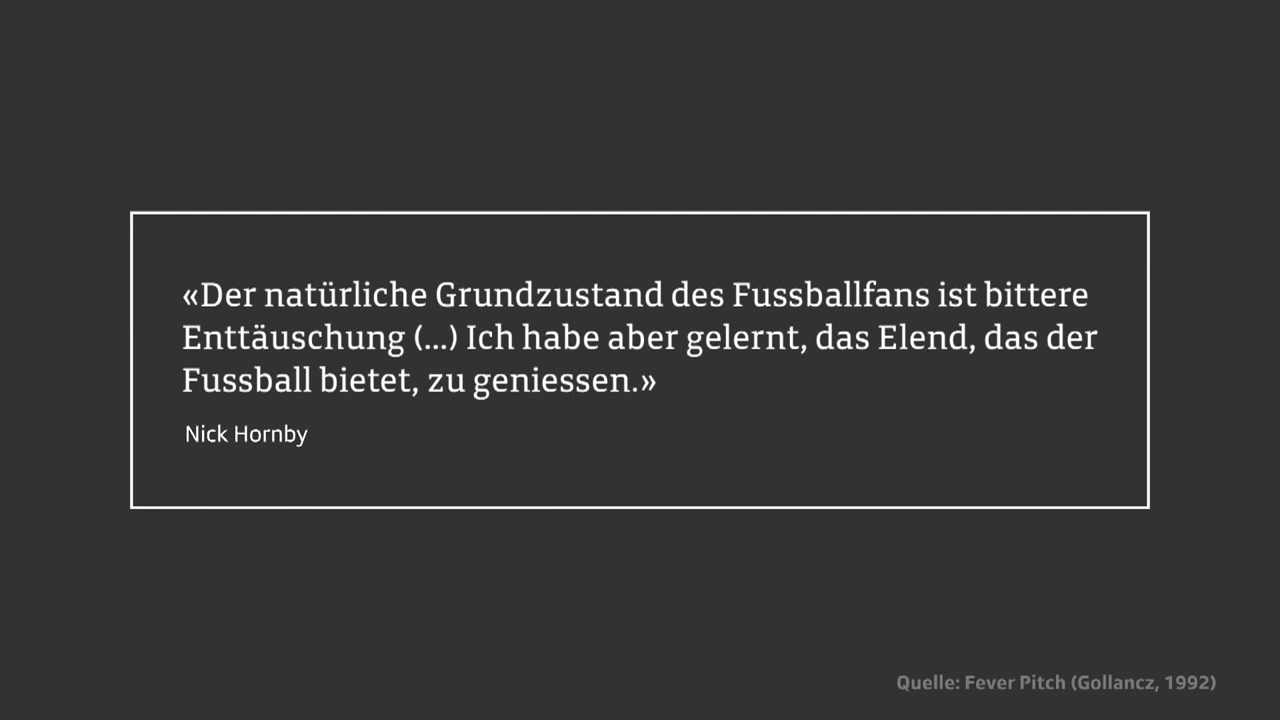 «Der natürliche Grundzustand des Fussballfans ist bittere
Enttäuschung (...) Ich habe aber gelernt, das Elend, das der
Fussball bietet, zu geniessen.»
Nick Hornby
Quelle: Fever Pitch (Gollancz, 1992)